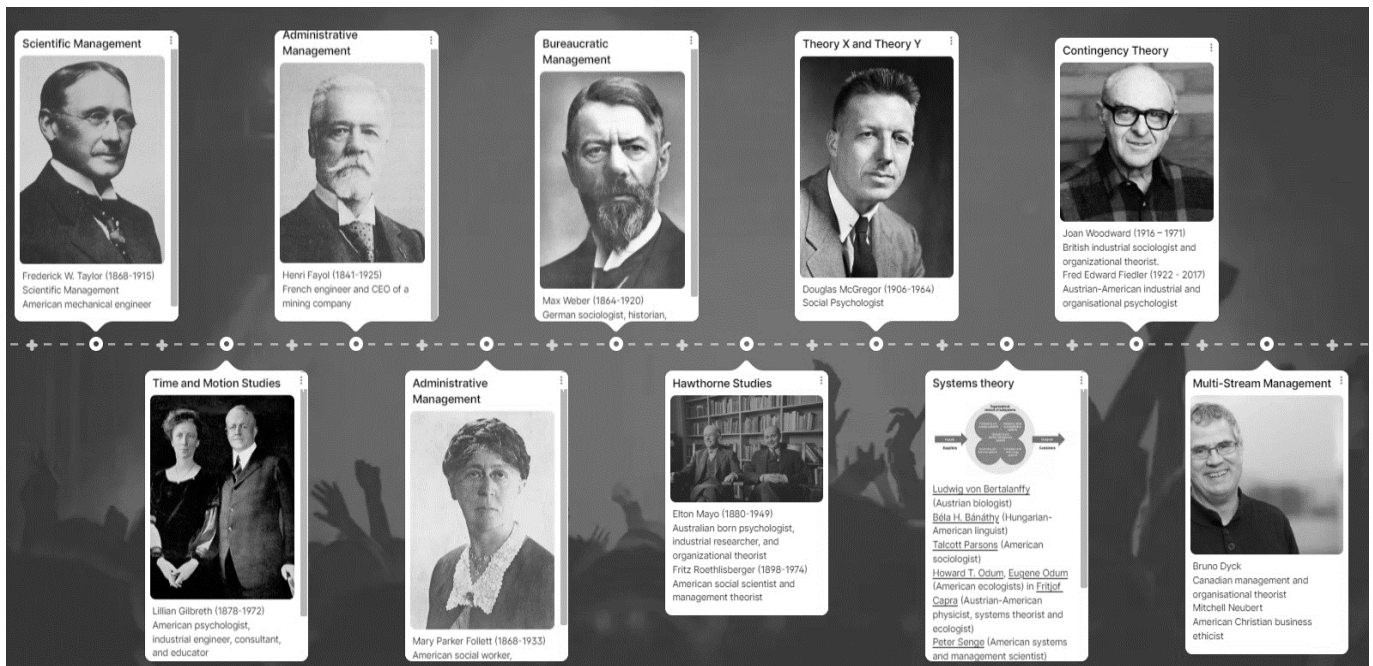 Scientific Management
Frederick W. Taylor (1868-1915)
Scientific Management
American mechanical engineer
Administrative
Management
Henri Fayol (1841-1925)
French engineer and CEO of a
mining company
Bureaucratic
Management
Max Weber (1864-1920)
German sociologist, historian,
Theory X and Theory Y
Douglas McGregor (1906-1964)
Social Psychologist
Contingency Theory
Joan Woodward (1916 – 1971)
British industrial sociologist and
organizational theorist.
Fred Edward Fiedler (1922 - 2017)
Austrian-American industrial and
organisational psychologist
Time and Motion Studies
Lillian Gilbreth (1878-1972)
American psychologist,
industrial engineer, consultant,
and educator
Administrative
Management
Mary Parker Follett (1868-1933)
American social worker,
Hawthorne Studies
Elton Mayo (1880-1949)
Australian born psychologist,
industrial researcher, and
organizational theorist
Fritz Roethlisberger (1898-1974)
American social scientist and
management theorist
Systems theory
Ludwig von Bertalanffy
(Austrian biologist)
Béla H. Bánáthy (Hungarian-
American linguist)
Talcott Parsons (American
sociologist)
Howard T. Odum, Eugene Odum
(American ecologists) in Fritjof
Capra (Austrian-American
physicist, systems theorist and
ecologist)
Peter Senge (American systems
and management scientist)
Multi-Stream Management
Bruno Dyck
Canadian management and
organisational theorist
Mitchell Neubert
American Christian business
ethicist